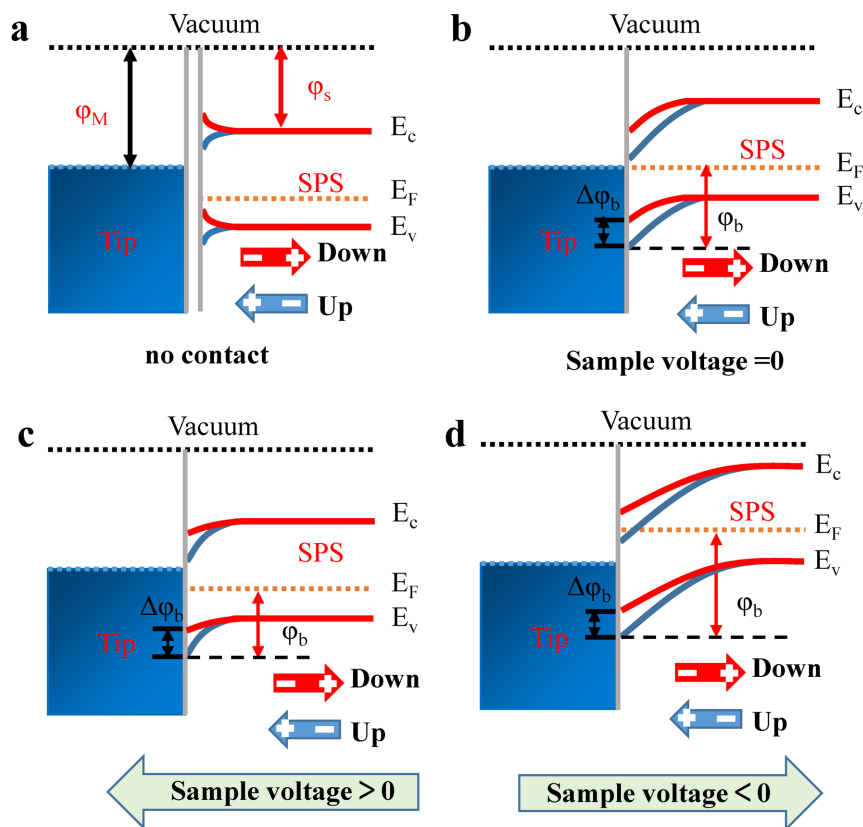 a
Vacuum
φM
φs
Ec
SPS
EF
Tip
Ev
Down
Up
no contact
b
Vacuum
Ec
SPS
EF
Δφb
Ev
Tip
φb
Down
Up
Sample voltage =0
c
Vacuum
Ec
SPS
EF
Δφb
Tip
Ev
φb
Down
Up
Sample voltage > 0
d
Vacuum
Ec
SPS
EF
Ev
Δφb
Tip
φb
Down
Up
Sample voltage < 0